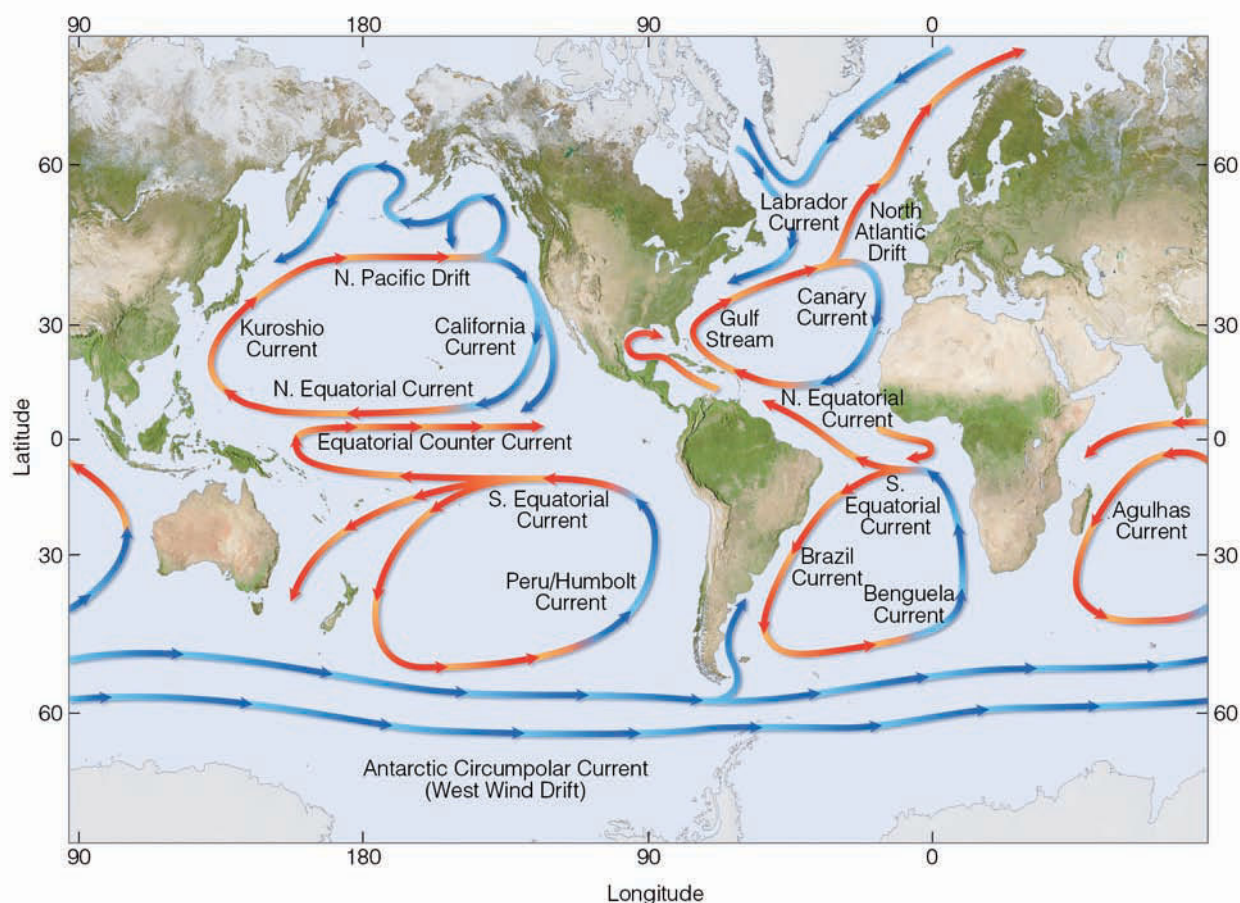 90
180
90
0
60
60
Labrador
Current
North
Atlantic
Drift
N. Pacific Drift
Canary
Current
30
30
Kuroshio
Current
California
Current
Gulf
Stream
N. Equatorial Current
N. Equatorial
Current
Equatorial Counter Current
0
0
Latitude
S. Equatorial
Current
S.
Equatorial
Current
Agulhas
Current
30
30
Brazil
Current
Peru/Humbolt
Current
Benguela
Current
60
60
Antarctic Circumpolar Current
(West Wind Drift)
90
180
90
0
Longitude